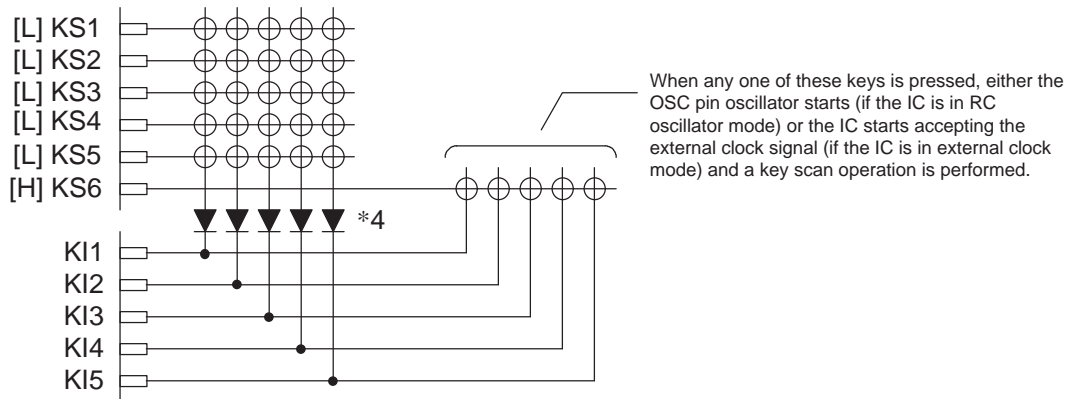 [L] KS1
[L] KS2
[L] KS3
[L] KS4
[L] KS5
[H] KS6
When any one of these keys is pressed, either the
OSC pin oscillator starts (if the IC is in RC
oscillator mode) or the IC starts accepting the
external clock signal (if the IC is in external clock
mode) and a key scan operation is performed.
*4
KI1
KI2
KI3
KI4
KI5